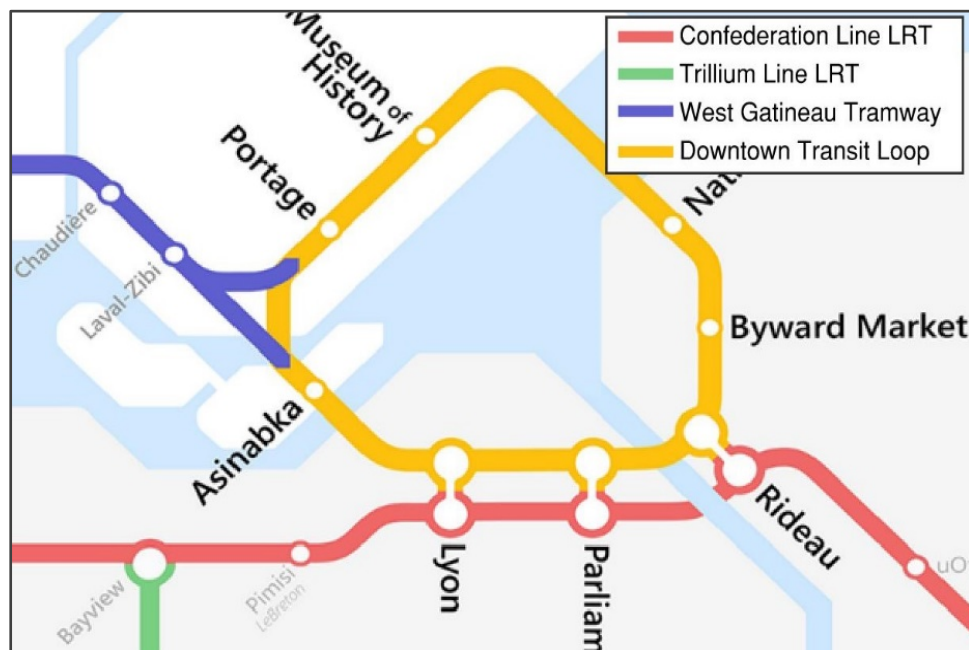 Confederation Line LRT
Trillium Line LRT
West Gatineau Tramway
Downtown Transit Loop
Museum of
History
Portage
Chaudière
Laval-Zibi
Byward Market
Asinabka
Rideau
Lyon
Bayview
Pimisi
LeBreton